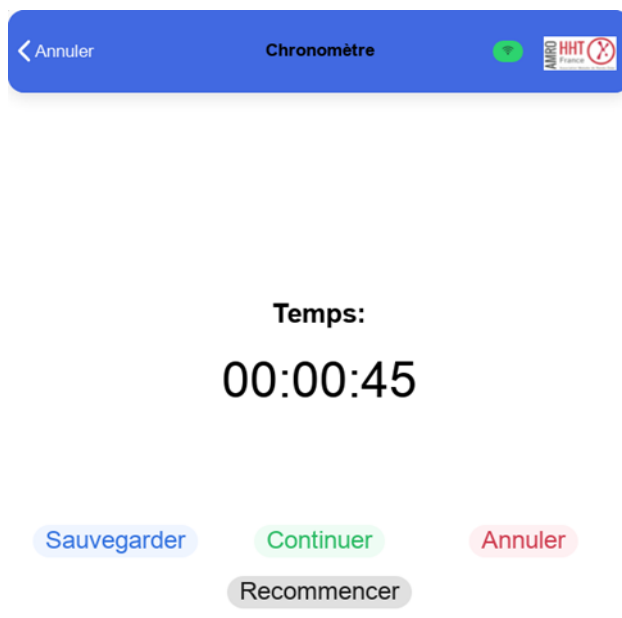 Annuler
Chronomètre
AMRO
HHT
France
Temps:
00:00:45
Sauvegarder
Continuer
Annuler
Recommencer